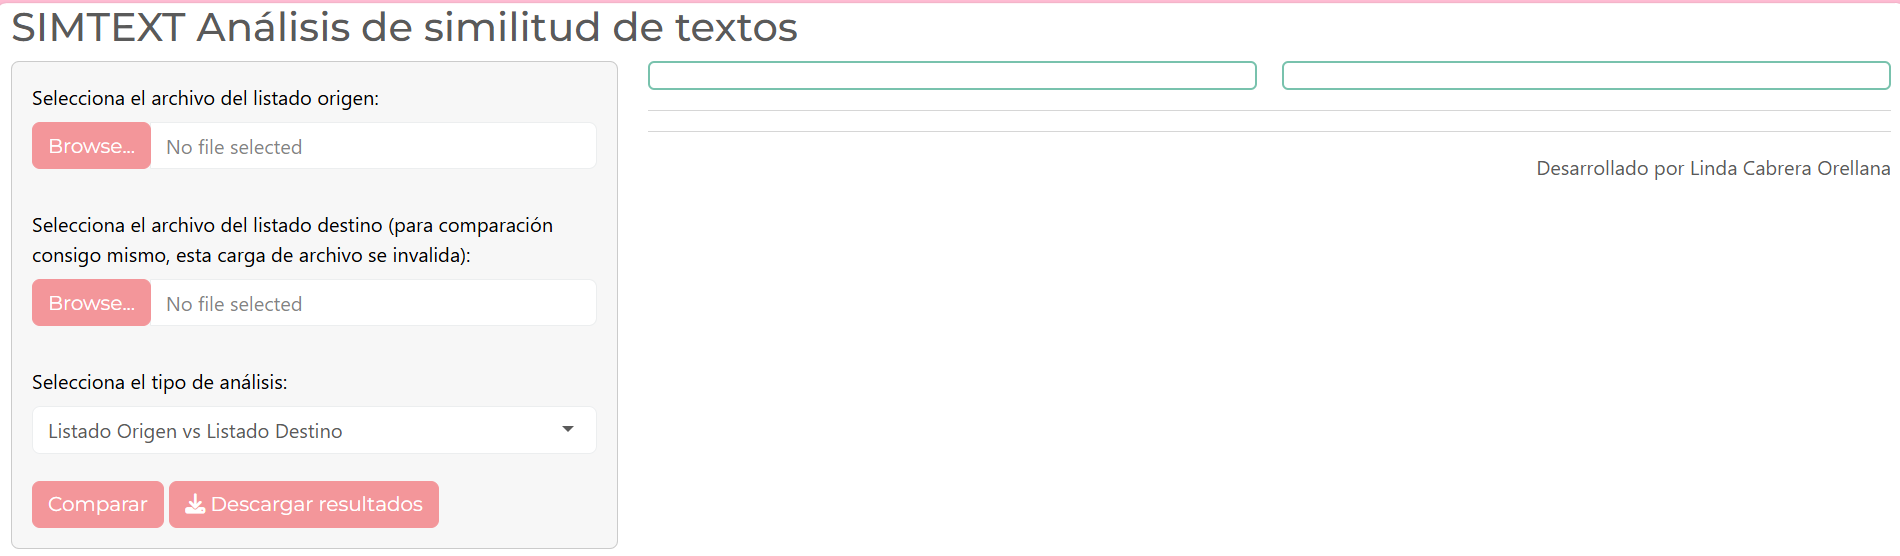 SIMTEXT Análisis de similitud de textos
Selecciona el archivo del listado origen:
Browse... No file selected
Selecciona el archivo del listado destino (para comparación
consigo mismo, esta carga de archivo se invalida):
Browse... No file selected
Selecciona el tipo de análisis:
Listado Origen vs Listado Destino
Comparar Descargar resultados
Desarrollado por Linda Cabrera Orellana